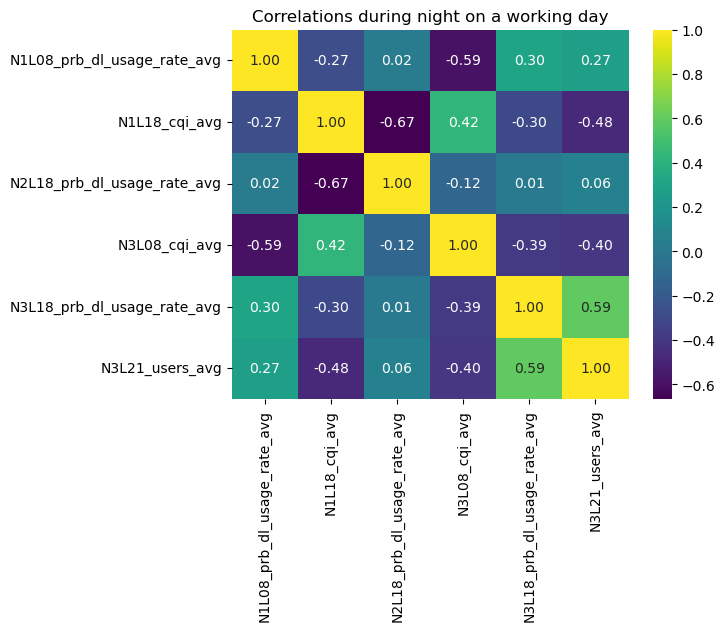 Correlations during night on a working day
N1L08_prb_dl_usage_rate_avg 1.00 -0.27 0.02 -0.59 0.30 0.27
N1L18_cqi_avg -0.27 1.00 -0.67 0.42 -0.30 -0.48
N2L18_prb_dl_usage_rate_avg 0.02 -0.67 1.00 -0.12 0.01 0.06
N3L08_cqi_avg -0.59 0.42 -0.12 1.00 -0.39 -0.40
N3L18_prb_dl_usage_rate_avg 0.30 -0.30 0.01 -0.39 1.00 0.59
N3L21_users_avg 0.27 -0.48 0.06 -0.40 0.59 1.00
N1L08_prb_dl_usage_rate_avg
N1L18_cqi_avg
N2L18_prb_dl_usage_rate_avg
N3L08_cqi_avg
N3L18_prb_dl_usage_rate_avg
N3L21_users_avg
1.0
0.8
0.6
0.4
0.2
0.0
−0.2
−0.4
−0.6